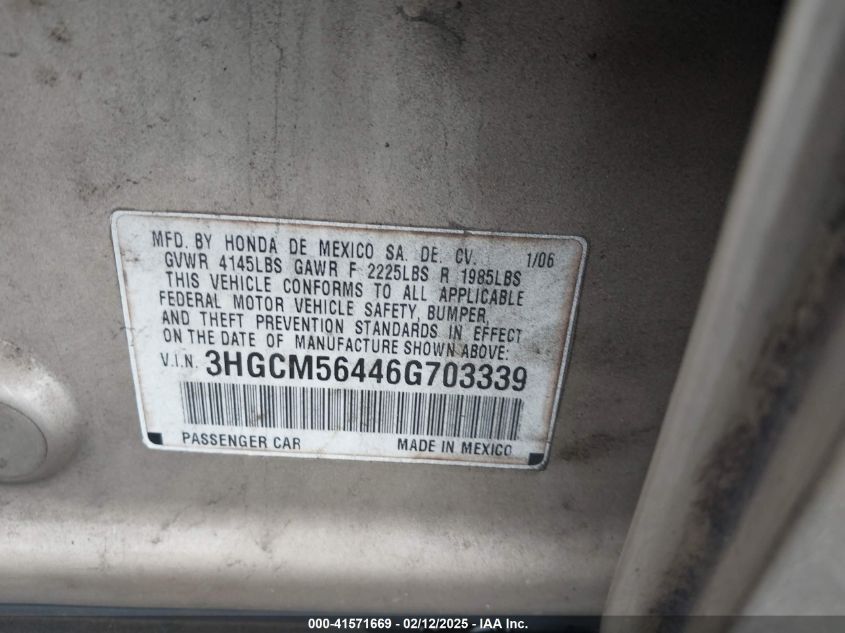 MFD. BY HONDA DE MEXICO SA. DE. CV. 1/06
GVWR 4145LBS GAWR F 2225LBS R 1985LBS
THIS VEHICLE CONFORMS TO ALL APPLICABLE
FEDERAL MOTOR VEHICLE SAFETY, BUMPER,
AND THEFT PREVENTION STANDARDS IN EFFECT
ON THE DATE OF MANUFACTURE SHOWN ABOVE:
V.I.N. 3HGCM56446G703339
PASSENGER CAR MADE IN MEXICO
000-41571669 - 02/12/2025 - IAA, Inc.